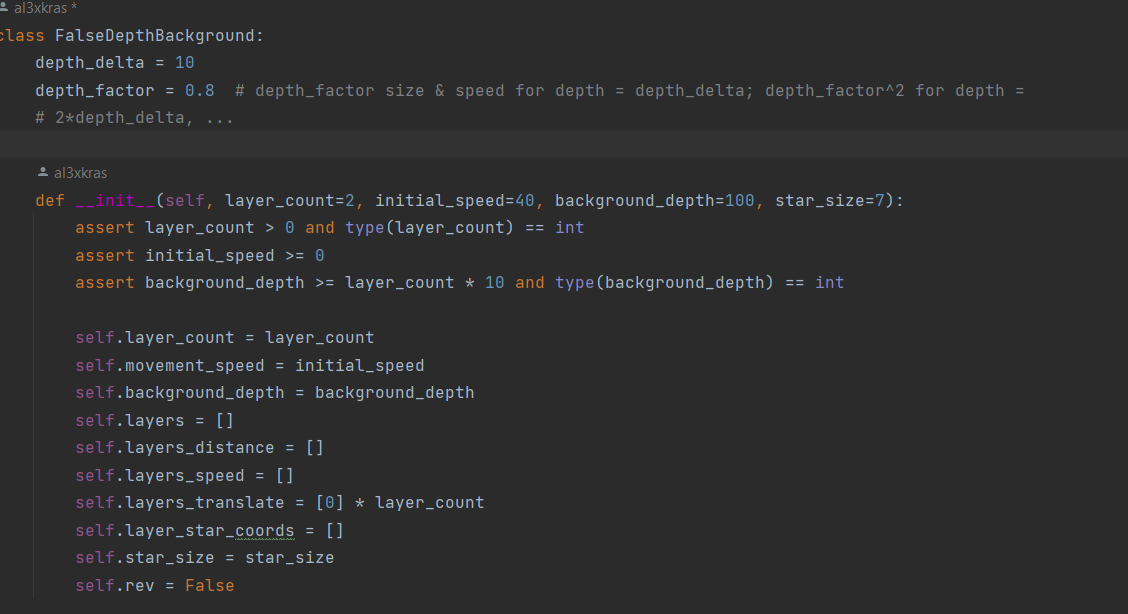 al3xkras *
class FalseDepthBackground:
    depth_delta = 10
    depth_factor = 0.8  # depth_factor size & speed for depth = depth_delta; depth_factor^2 for depth =
    # 2*depth_delta, ...
    al3xkras
    def __init__(self, layer_count=2, initial_speed=40, background_depth=100, star_size=7):
        assert layer_count > 0 and type(layer_count) == int
        assert initial_speed >= 0
        assert background_depth >= layer_count * 10 and type(background_depth) == int
        self.layer_count = layer_count
        self.movement_speed = initial_speed
        self.background_depth = background_depth
        self.layers = []
        self.layers_distance = []
        self.layers_speed = []
        self.layers_translate = [0] * layer_count
        self.layer_star_coords = []
        self.star_size = star_size
        self.rev = False